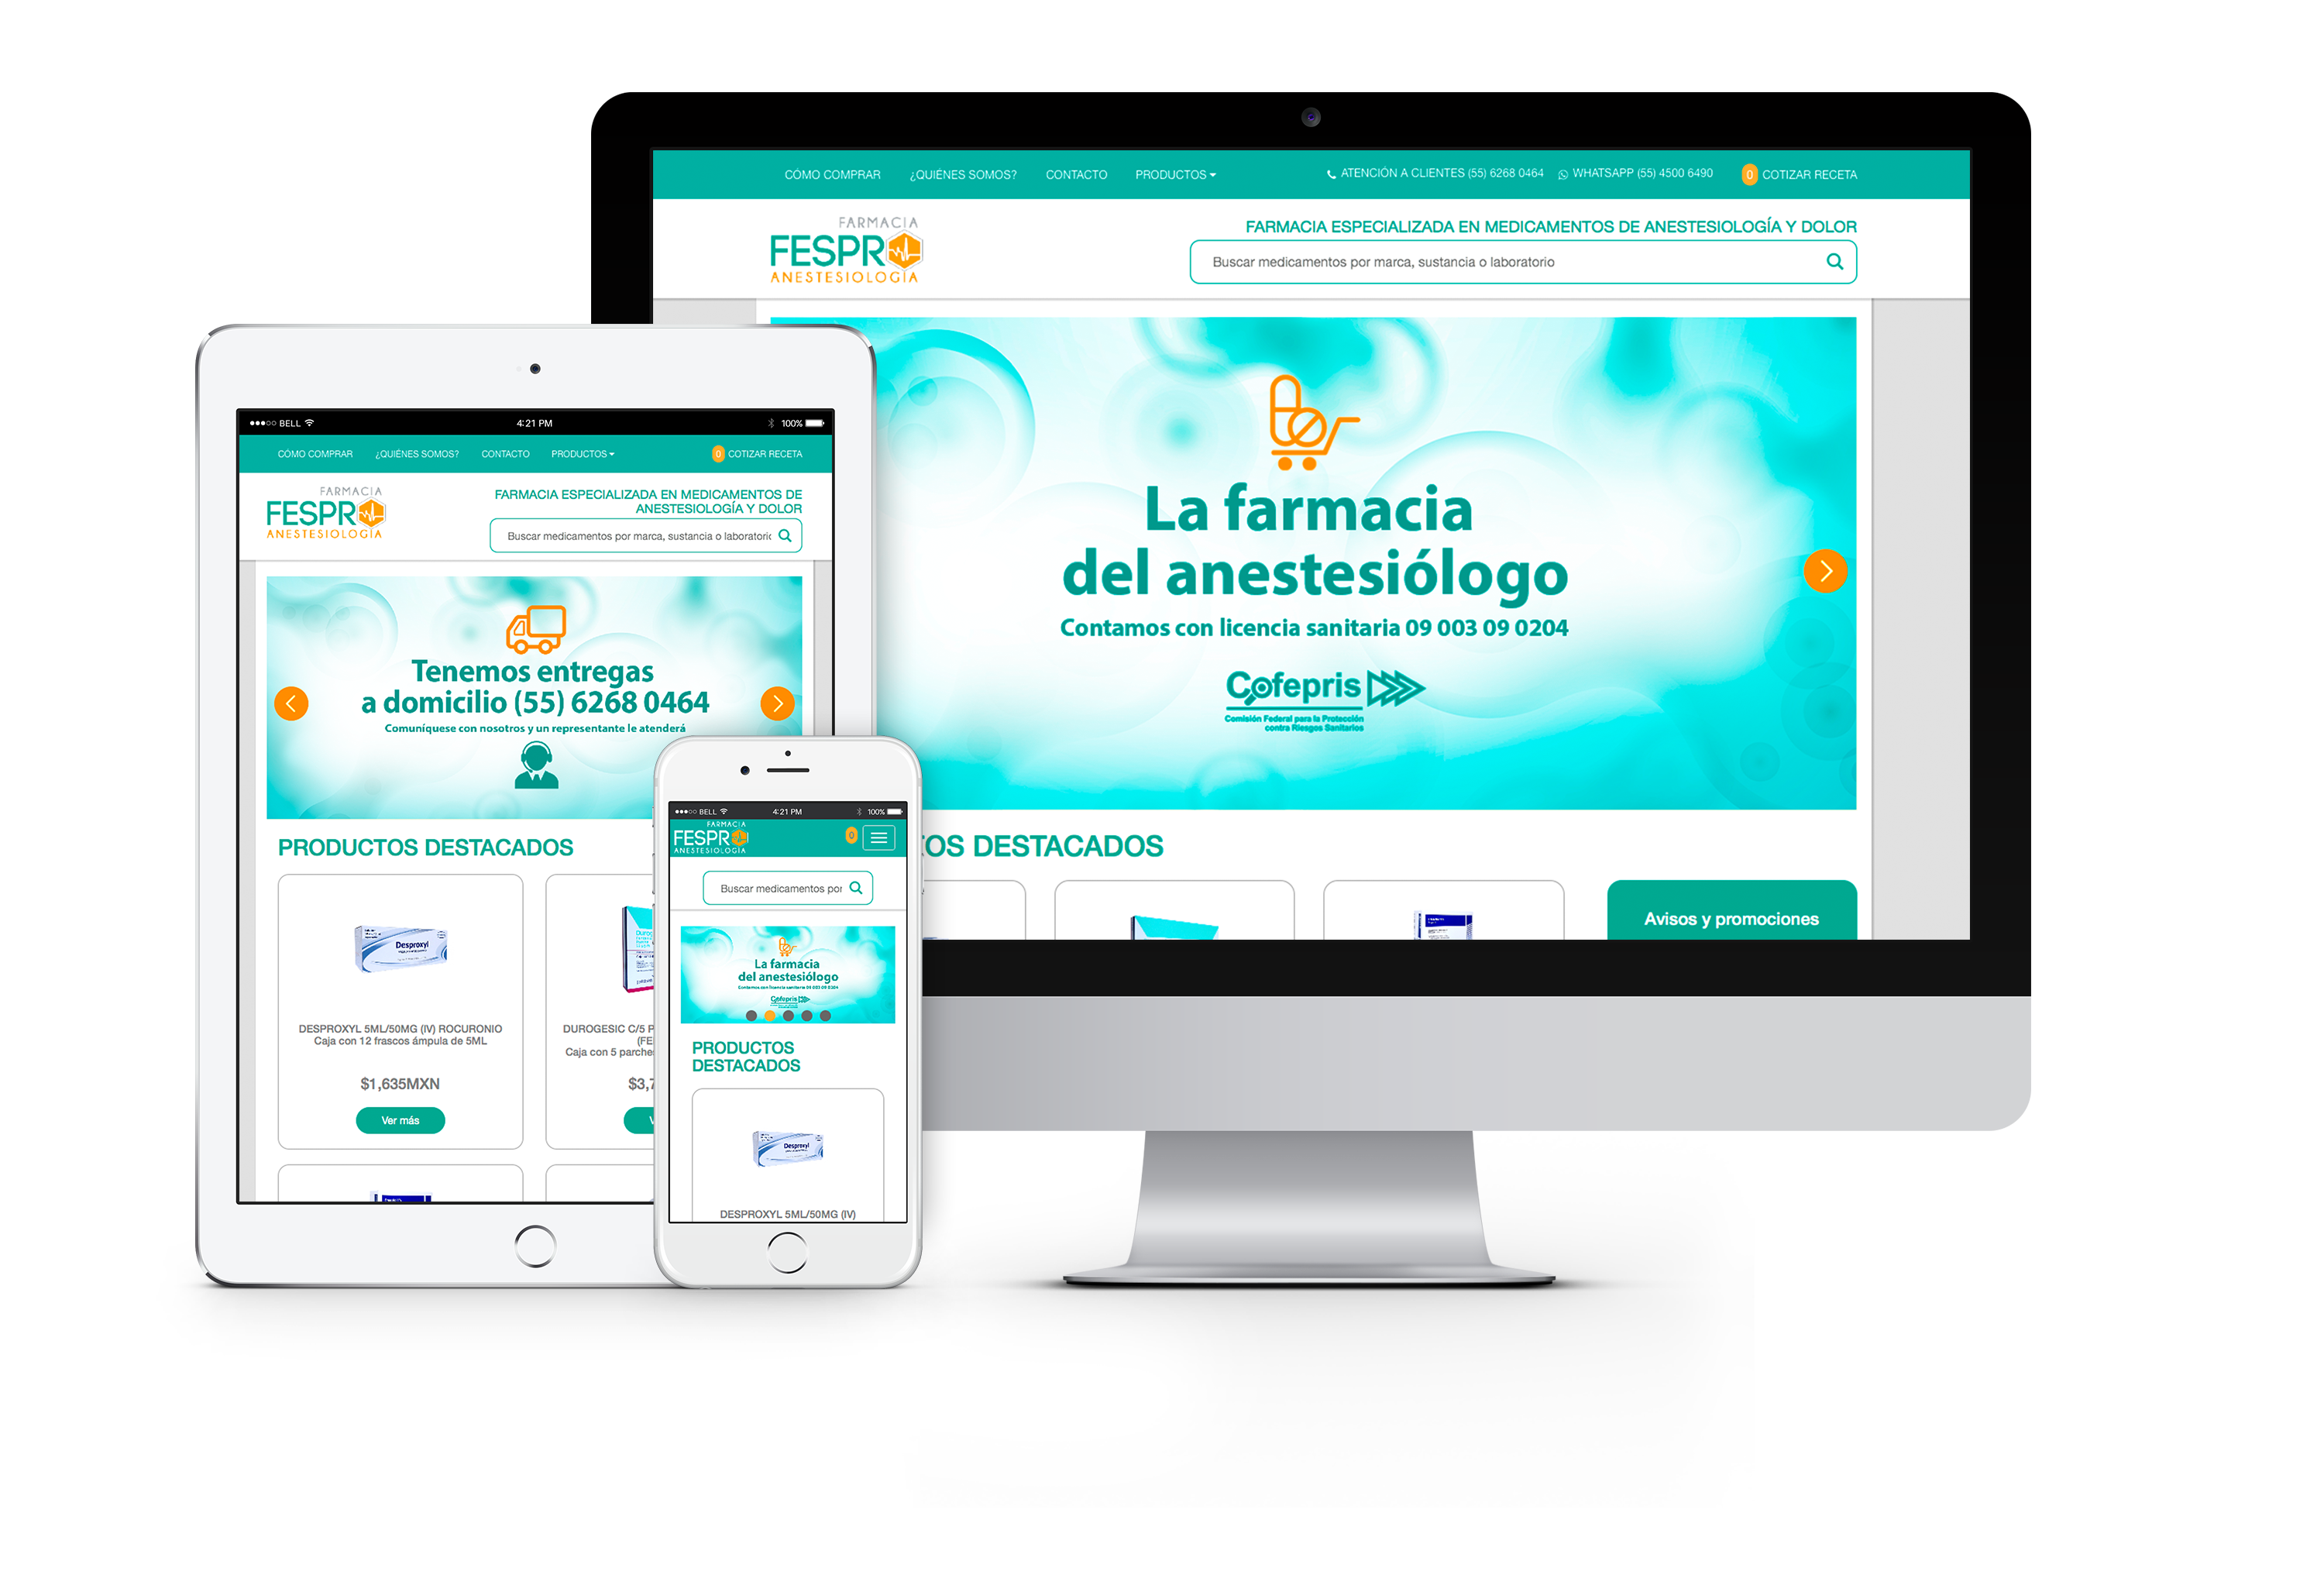 CÓMO COMPRAR ¿QUIÉNES SOMOS? CONTACTO PRODUCTOS ATENCIÓN A CLIENTES (55) 6268 0464 WHATSAPP (55) 4500 6490 0 COTIZAR RECETA
FARMACIA
FESPRO
ANESTESIOLOGÍA
FARMACIA ESPECIALIZADA EN MEDICAMENTOS DE ANESTESIOLOGÍA Y DOLOR
Buscar medicamentos por marca, sustancia o laboratorio
La farmacia
del anestesiólogo
Contamos con licencia sanitaria 09 003 09 0204
Cofepris
Comisión Federal para la Protección
contra Riesgos Sanitarios
OS DESTACADOS
Avisos y promociones
BELL 4:21 PM 100%
CÓMO COMPRAR ¿QUIÉNES SOMOS? CONTACTO PRODUCTOS 0 COTIZAR RECETA
FARMACIA
FESPRO
ANESTESIOLOGÍA
FARMACIA ESPECIALIZADA EN MEDICAMENTOS DE
ANESTESIOLOGÍA Y DOLOR
Buscar medicamentos por marca, sustancia o laboratorio
Tenemos entregas
a domicilio (55) 6268 0464
Comuníquese con nosotros y un representante le atenderá
PRODUCTOS DESTACADOS
Desproxyl
DESPROXYL 5ML/50MG (IV) ROCURONIO
Caja con 12 frascos ámpula de 5ML
$1,635MXN
Ver más
DUROGESIC C/5 P
(FE
Caja con 5 parche
$3,7
BELL 4:21 PM 100%
FARMACIA
FESPRO
ANESTESIOLOGÍA
0
Buscar medicamentos por
La farmacia
del anestesiólogo
Contamos con licencia sanitaria 09 003 09 0204
Cofepris
PRODUCTOS
DESTACADOS
Desproxyl
DESPROXYL 5ML/50MG (IV)